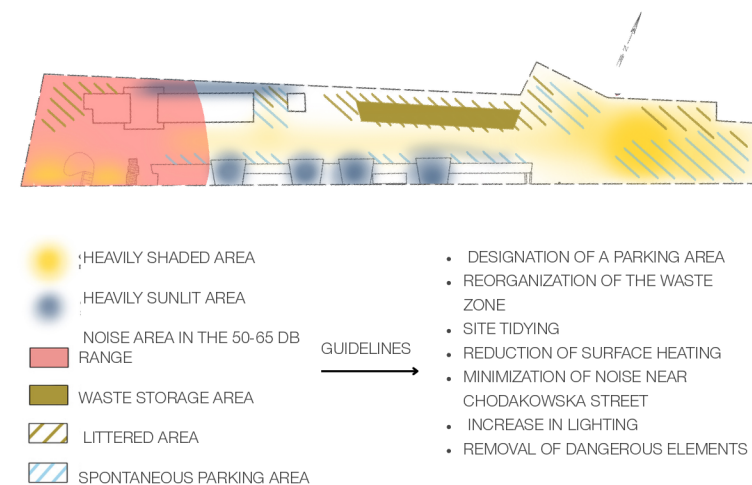 HEAVILY SHADED AREA
HEAVILY SUNLIT AREA
NOISE AREA IN THE 50-65 DB
RANGE
WASTE STORAGE AREA
LITTERED AREA
SPONTANEOUS PARKING AREA
GUIDELINES
• DESIGNATION OF A PARKING AREA
• REORGANIZATION OF THE WASTE
ZONE
• SITE TIDYING
• REDUCTION OF SURFACE HEATING
• MINIMIZATION OF NOISE NEAR
CHODAKOWSKA STREET
• INCREASE IN LIGHTING
• REMOVAL OF DANGEROUS ELEMENTS